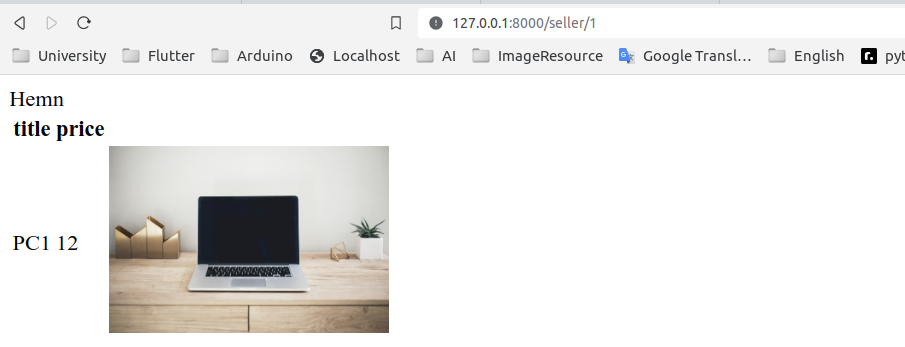 127.0.0.1:8000/seller/1
University Flutter Arduino Localhost AI ImageResource Google Transl... English pyt
Hemn
title price
PC1 12